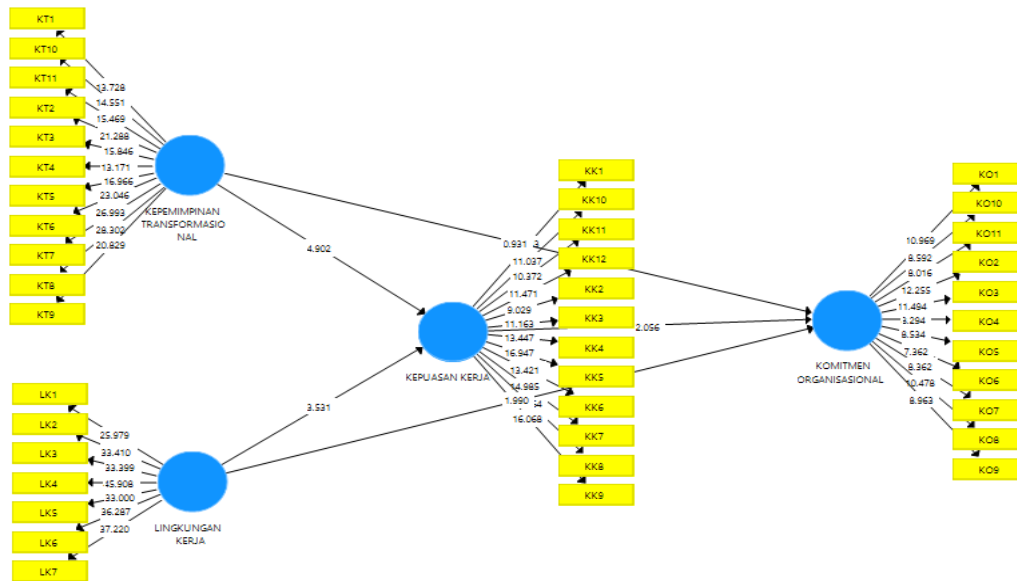 KT1
KT10
KT11
KT2
KT3
KT4
KT5
KT6
KT7
KT8
KT9
13.728
14.551
15.469
21.288
15.846
13.171
16.966
23.046
26.993
28.302
20.829
KEPEMIMPINAN
TRANSFORMASIO
NAL
4.902
LK1
LK2
LK3
LK4
LK5
LK6
LK7
25.979
33.410
33.399
45.908
33.000
36.287
37.220
LINGKUNGAN
KERJA
3.531
KEPUASAN KERJA
0.931
11.037
10.372
11.471
9.029
11.163
13.447
16.947
13.421
14.985
1.990
16.068
KK1
KK10
KK11
KK12
KK2
KK3
KK4
KK5
KK6
KK7
KK8
KK9
2.056
KOMITMEN
ORGANISASIONAL
10.969
8.592
8.016
12.255
11.494
3.294
8.534
7.362
8.362
10.478
8.963
KO1
KO10
KO11
KO2
KO3
KO4
KO5
KO6
KO7
KO8
KO9